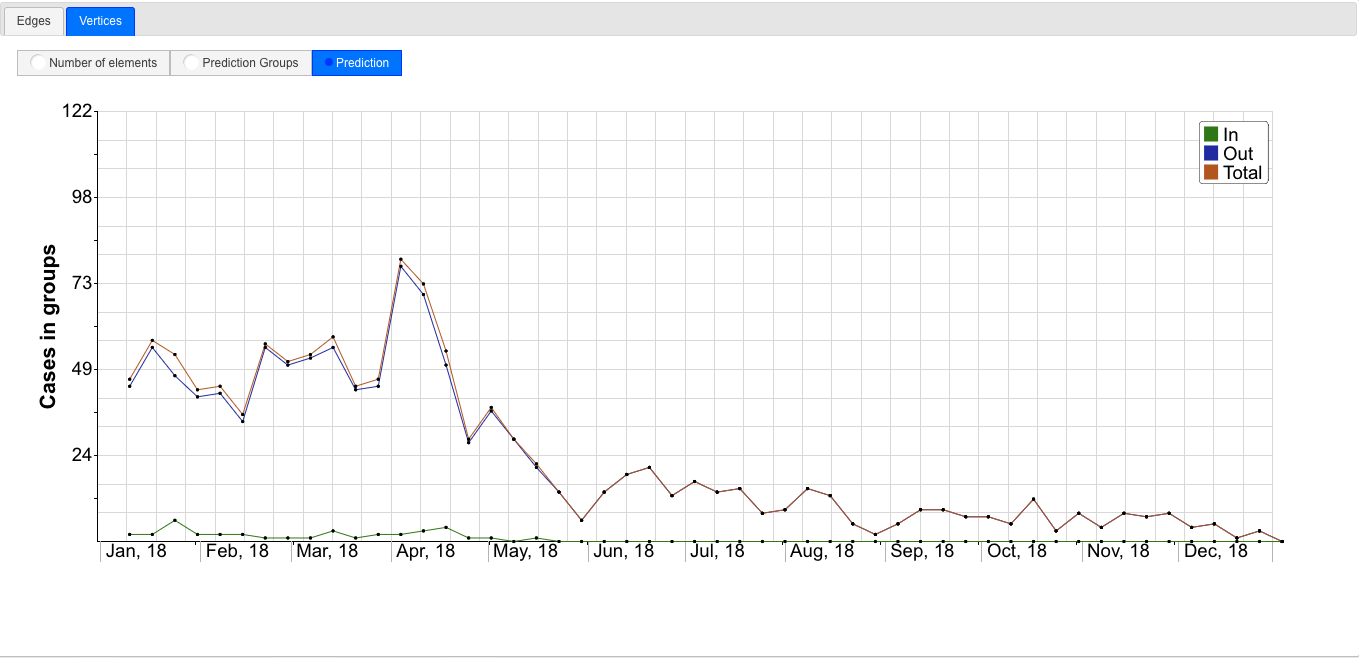 Edges Vertices
Number of elements Prediction Groups Prediction
122
98
73
49
24
Cases in groups
In
Out
Total
Jan, 18 Feb, 18 Mar, 18 Apr, 18 May, 18 Jun, 18 Jul, 18 Aug, 18 Sep, 18 Oct, 18 Nov, 18 Dec, 18